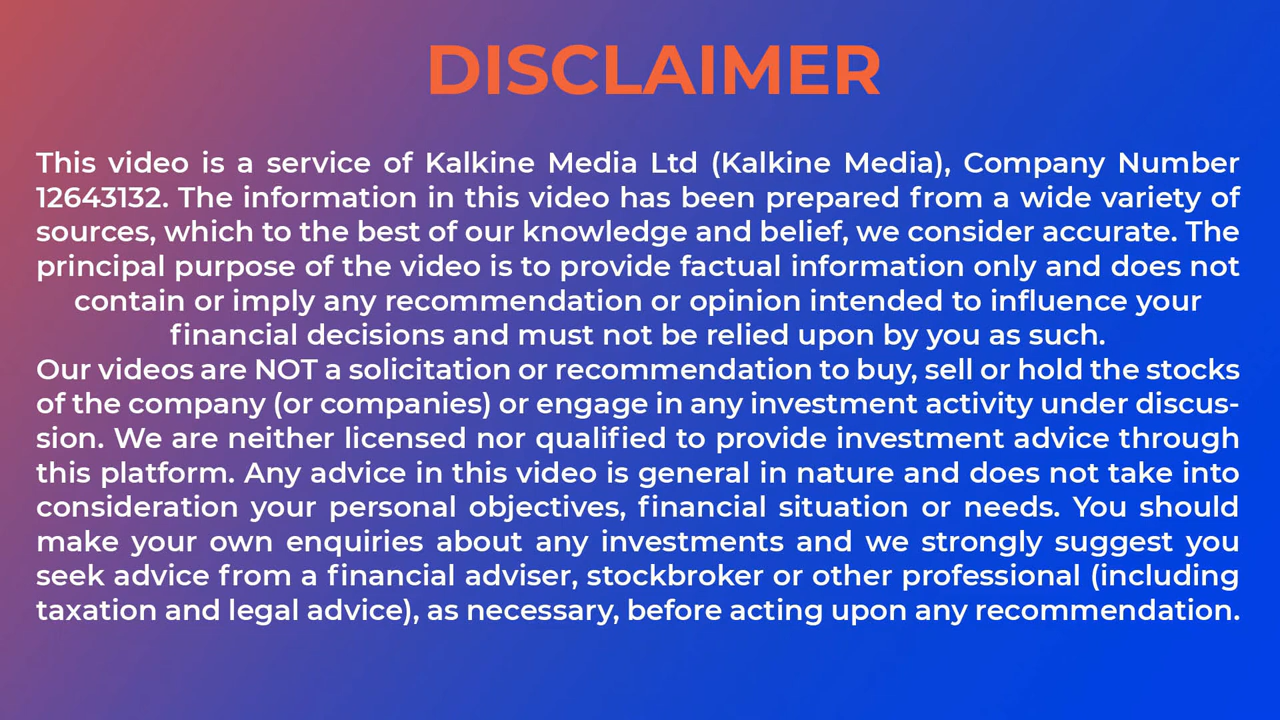 DISCLAIMER
This video is a service of Kalkine Media Ltd (Kalkine Media), Company Number
12643132. The information in this video has been prepared from a wide variety of
sources, which to the best of our knowledge and belief, we consider accurate. The
principal purpose of the video is to provide factual information only and does not
contain or imply any recommendation or opinion intended to influence your
financial decisions and must not be relied upon by you as such.
Our videos are NOT a solicitation or recommendation to buy, sell or hold the stocks
of the company (or companies) or engage in any investment activity under discus-
sion. We are neither licensed nor qualified to provide investment advice through
this platform. Any advice in this video is general in nature and does not take into
consideration your personal objectives, financial situation or needs. You should
make your own enquiries about any investments and we strongly suggest you
seek advice from a financial adviser, stockbroker or other professional (including
taxation and legal advice), as necessary, before acting upon any recommendation.